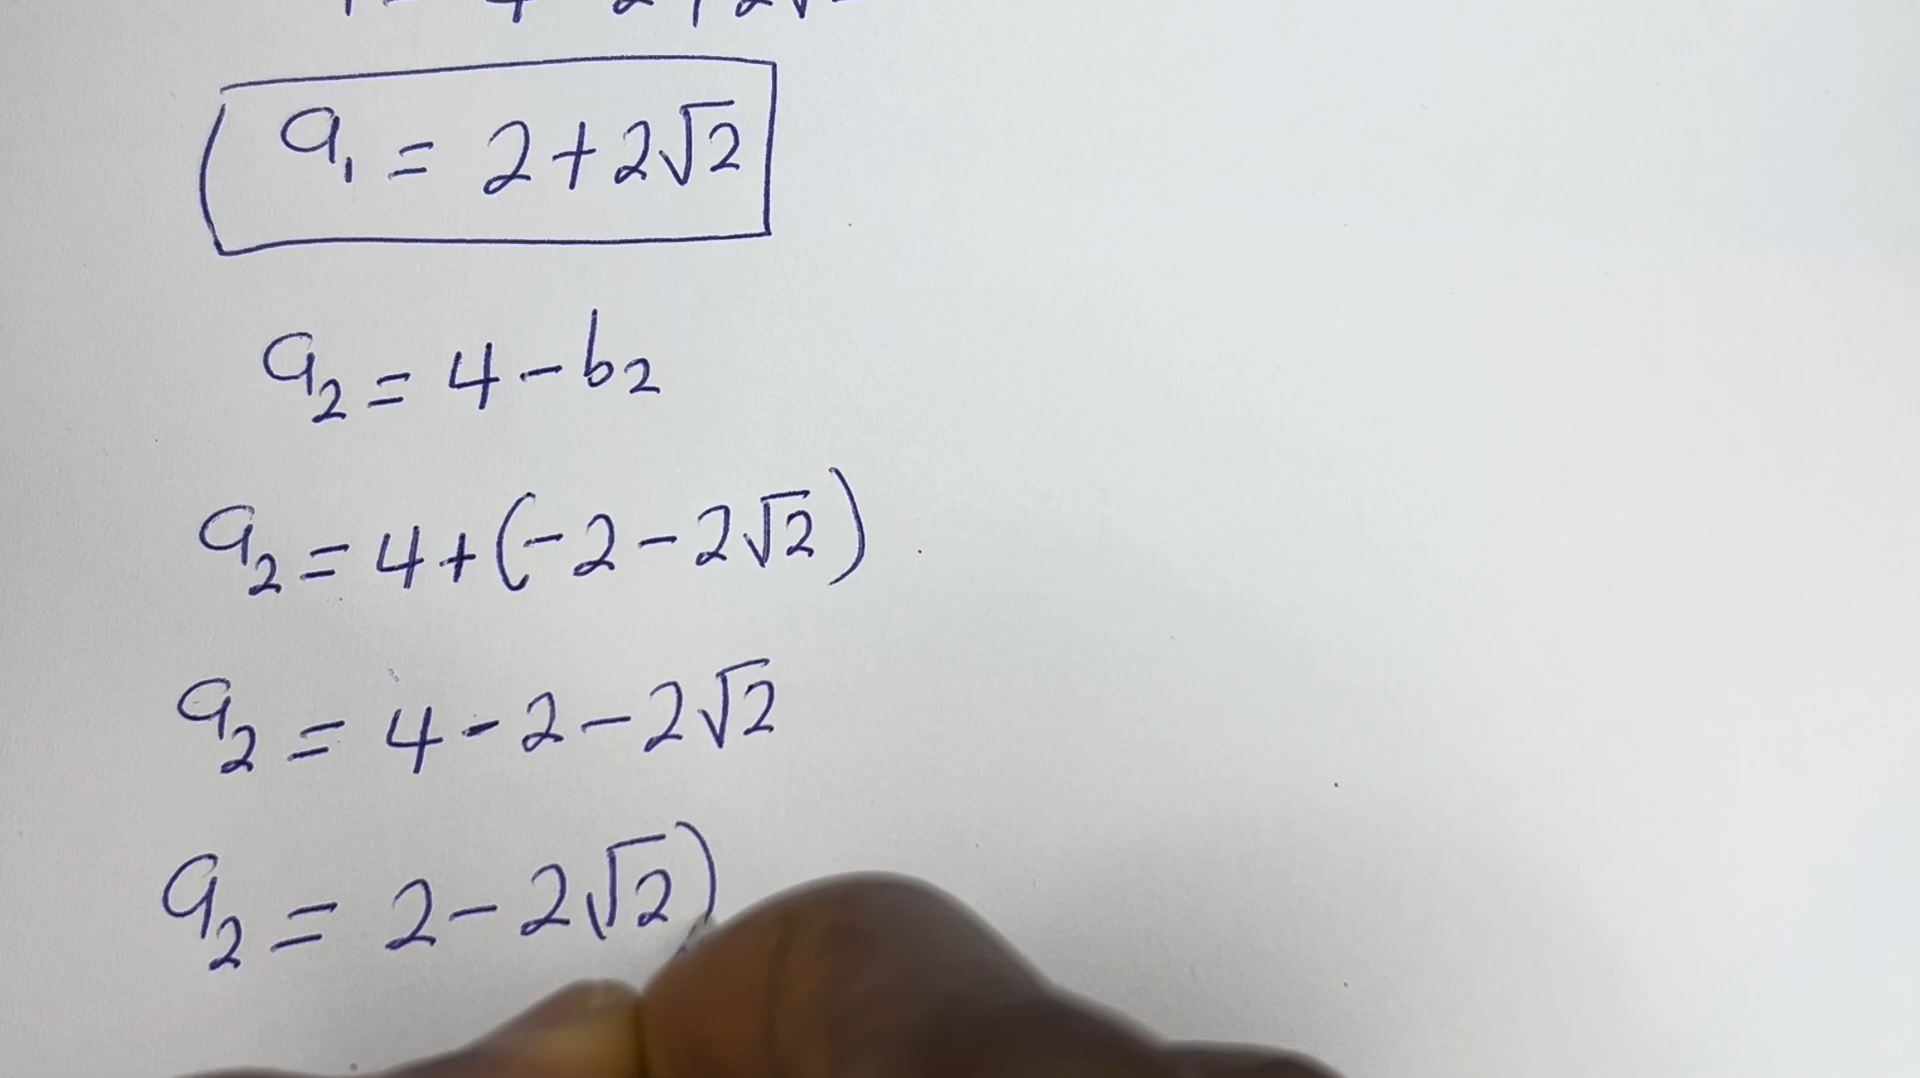 a₁ = 2+2√2
a₂ = 4-b₂
a₂ = 4+(-2-2√2)
a₂ = 4-2-2√2
a₂ = 2-2√2)